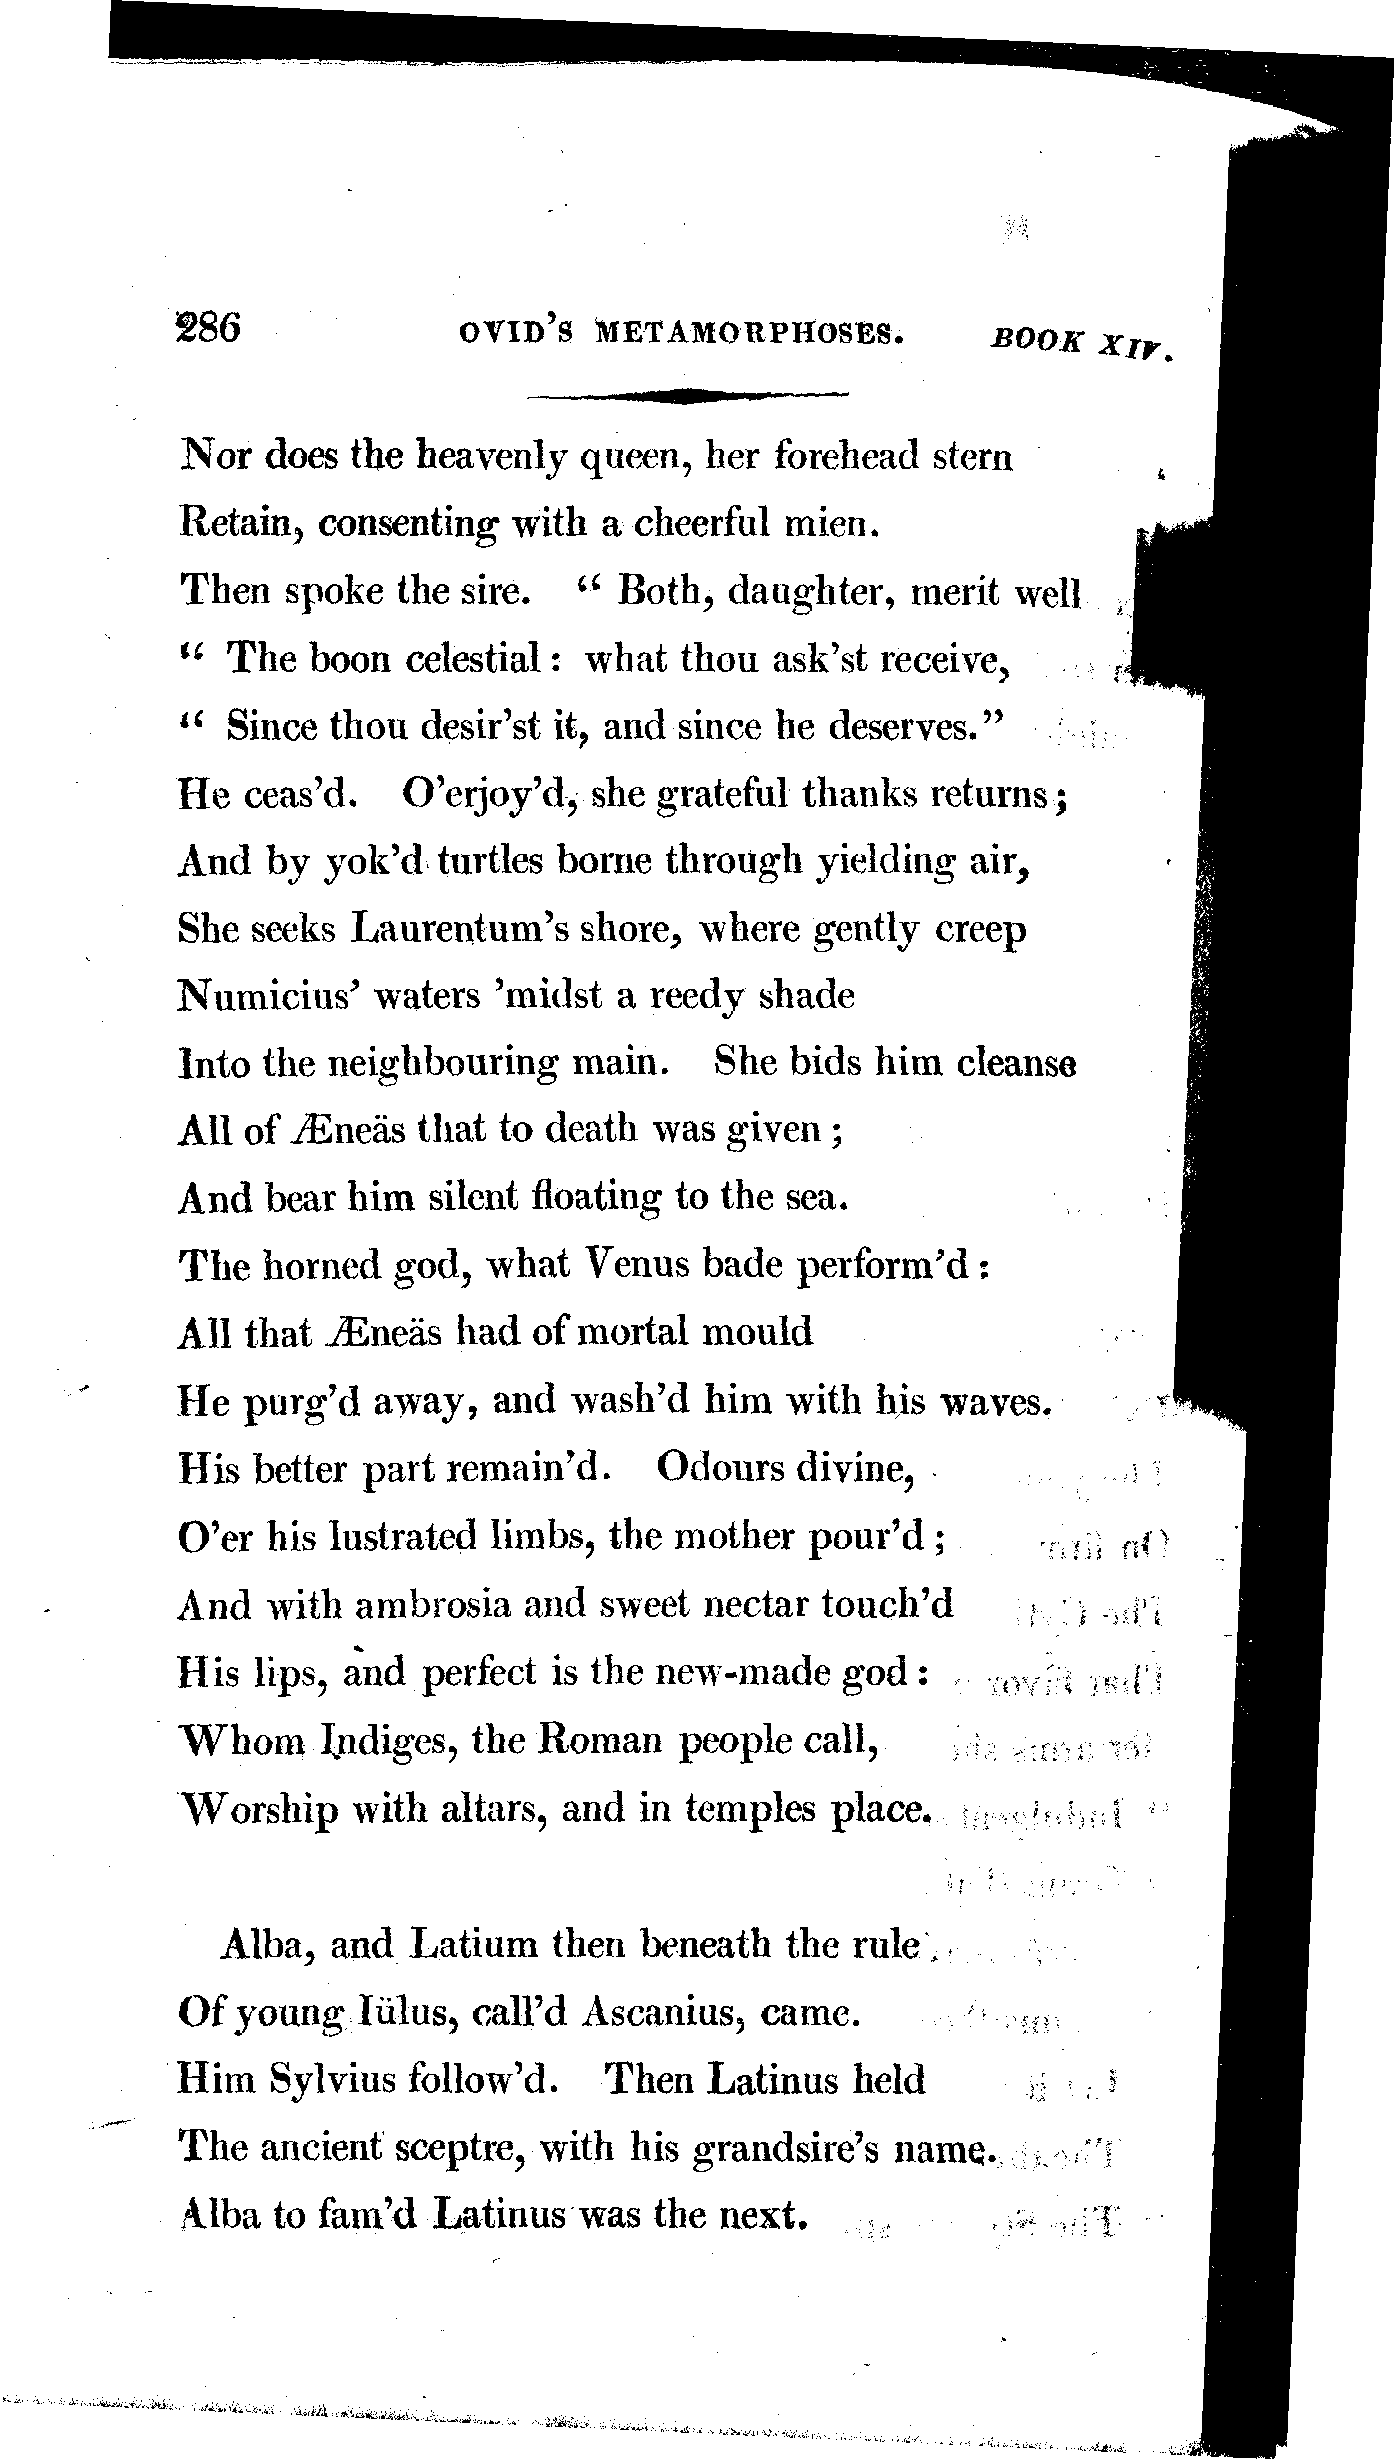 286 OVID'S METAMORPHOSES. BOOK XIV.
Nor does the heavenly queen, her forehead stern
Retain, consenting with a cheerful mien.
Then spoke the sire. “ Both, daughter, merit well
“ The boon celestial : what thou ask'st receive,
“ Since thou desir'st it, and since he deserves.”
He ceas'd. O'erjoy'd, she grateful thanks returns ;
And by yok'd turtles borne through yielding air,
She seeks Laurentum's shore, where gently creep
Numicius' waters 'midst a reedy shade
Into the neighbouring main. She bids him cleanse
All of Æneäs that to death was given ;
And bear him silent floating to the sea.
The horned god, what Venus bade perform'd :
All that Æneäs had of mortal mould
He purg'd away, and wash'd him with his waves.
His better part remain'd. Odours divine,
O'er his lustrated limbs, the mother pour'd ;
And with ambrosia and sweet nectar touch'd
His lips, and perfect is the new-made god :
Whom Indiges, the Roman people call,
Worship with altars, and in temples place.
Alba, and Latium then beneath the rule
Of young Iülus, call'd Ascanius, came.
Him Sylvius follow'd. Then Latinus held
The ancient sceptre, with his grandsire's name.
Alba to fam'd Latinus was the next.